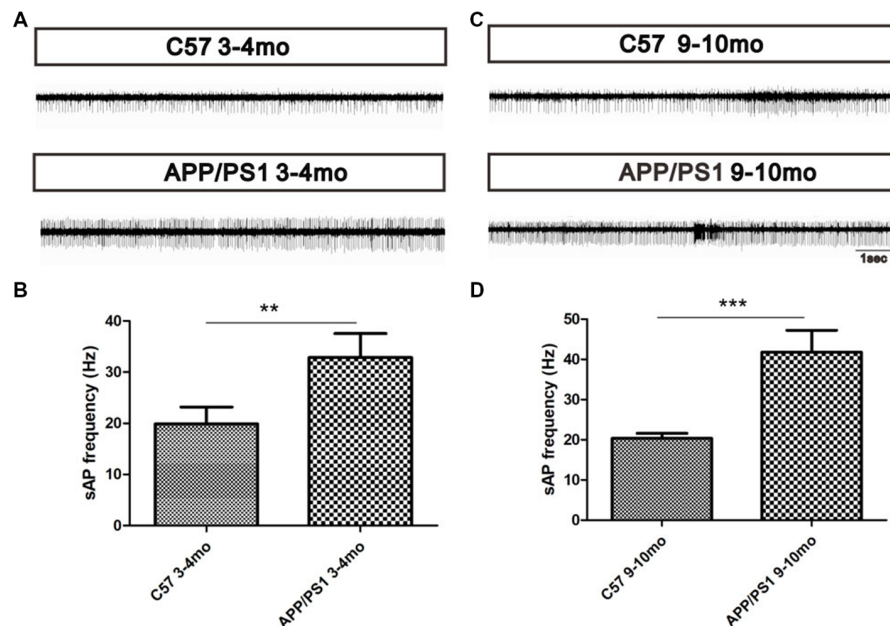 A
C57 3-4mo
APP/PS1 3-4mo
B
sAP frequency (Hz)
40
30
20
10
0
**
C57 3-4mo
APP/PS1 3-4mo
C
C57 9-10mo
APP/PS1 9-10mo
1sec
D
sAP frequency (Hz)
50
40
30
20
10
0
***
C57 9-10mo
APP/PS1 9-10mo